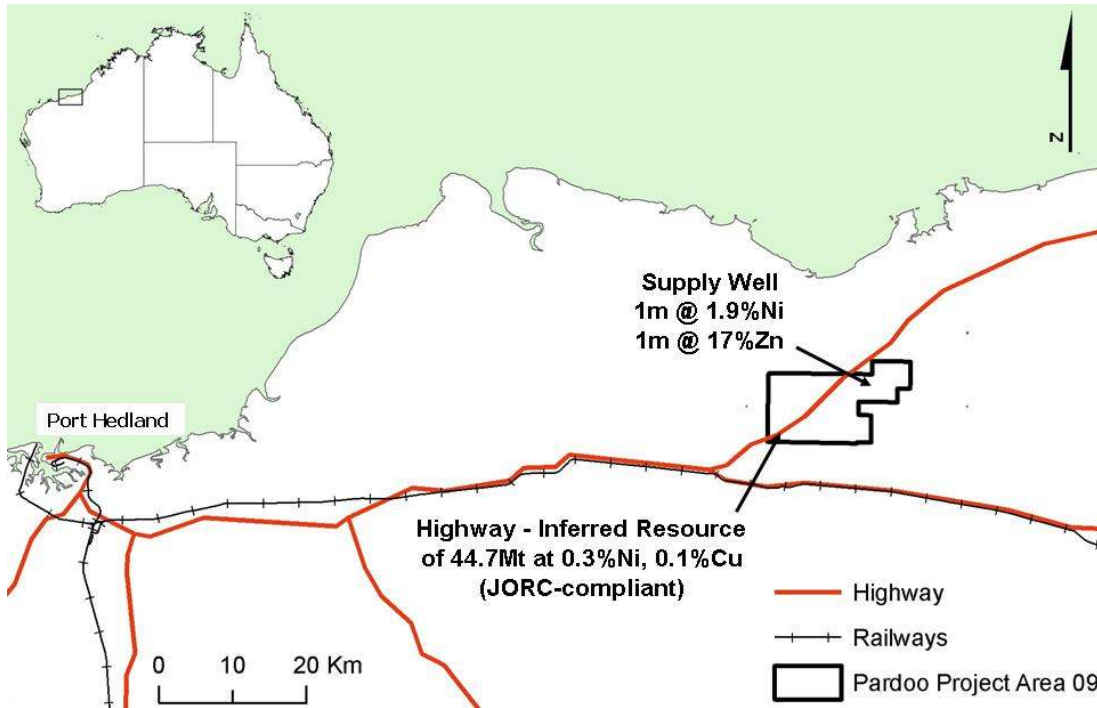 N
Supply Well
1m @ 1.9%Ni
1m @ 17%Zn
Port Hedland
Highway - Inferred Resource
of 44.7Mt at 0.3%Ni, 0.1%Cu
(JORC-compliant)
Highway
Railways
Pardoo Project Area 09
0 10 20 Km